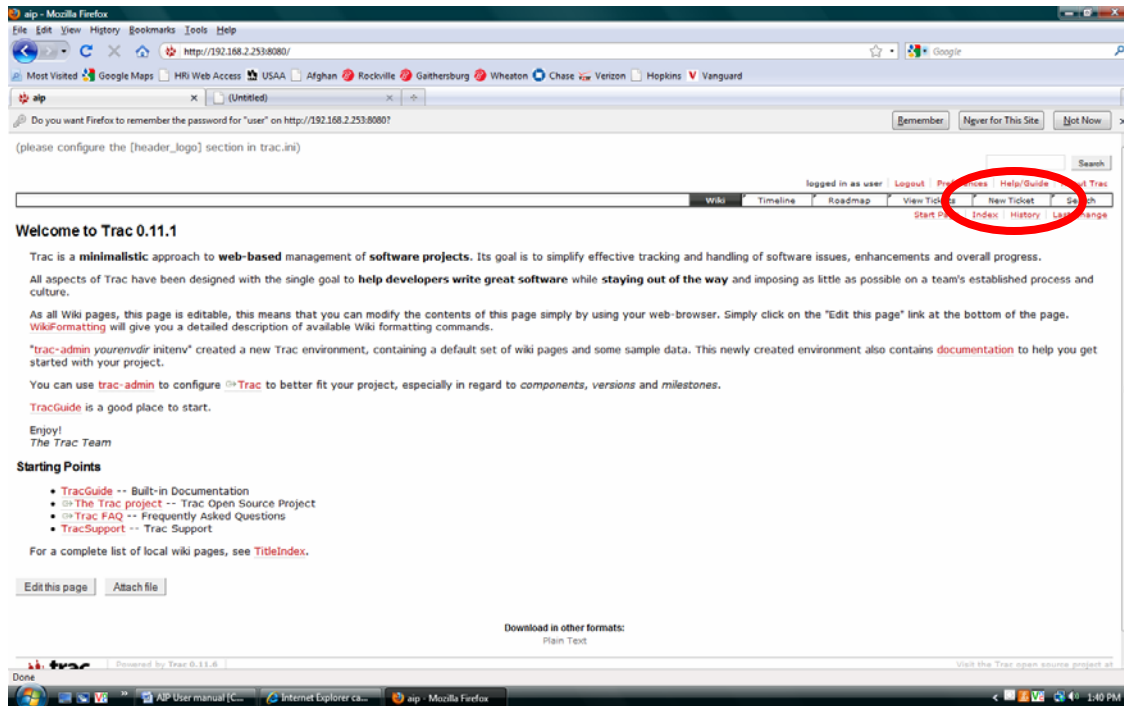 aip - Mozilla Firefox
File Edit View History Bookmarks Tools Help
http://192.168.2.253:8080/
Google
Most Visited Google Maps HRi Web Access USAA Afghan Rockville Gaithersburg Wheaton Chase Verizon Hopkins Vanguard
aip (Untitled)
Do you want Firefox to remember the password for "user" on http://192.168.2.253:8080? Remember Never for This Site Not Now
(please configure the [header_logo] section in trac.ini)
Search
logged in as user Logout Preferences Help/Guide About Trac
Wiki Timeline Roadmap View Tickets New Ticket Search
Start Page Index History Last Change
Welcome to Trac 0.11.1
Trac is a minimalistic approach to web-based management of software projects. Its goal is to simplify effective tracking and handling of software issues, enhancements and overall progress.
All aspects of Trac have been designed with the single goal to help developers write great software while staying out of the way and imposing as little as possible on a team's established process and
culture.
As all Wiki pages, this page is editable, this means that you can modify the contents of this page simply by using your web-browser. Simply click on the "Edit this page" link at the bottom of the page.
WikiFormatting will give you a detailed description of available Wiki formatting commands.
"trac-admin yourenvdir initenv" created a new Trac environment, containing a default set of wiki pages and some sample data. This newly created environment also contains documentation to help you get
started with your project.
You can use trac-admin to configure Trac to better fit your project, especially in regard to components, versions and milestones.
TracGuide is a good place to start.
Enjoy!
The Trac Team
Starting Points
TracGuide -- Built-in Documentation
The Trac project -- Trac Open Source Project
Trac FAQ -- Frequently Asked Questions
TracSupport -- Trac Support
For a complete list of local wiki pages, see TitleIndex.
Edit this page Attach file
Download in other formats:
Plain Text
trac Powered by Trac 0.11.6 Visit the Trac open source project at
Done
AIP User manual [C... Internet Explorer ca... aip - Mozilla Firefox 1:40 PM